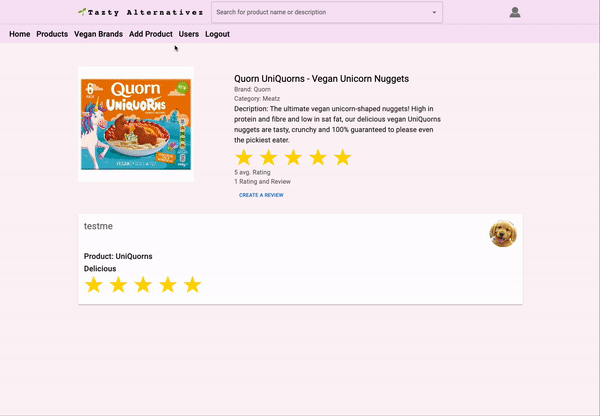 Tazty Alternativez
Search for product name or description
Home Products Vegan Brands Add Product Users Logout
Quorn UniQuorns - Vegan Unicorn Nuggets
Brand: Quorn
Category: Meatz
Decription: The ultimate vegan unicorn-shaped nuggets! High in
protein and fibre and low in sat fat, our delicious vegan UniQuorns
nuggets are tasty, crunchy and 100% guaranteed to please even
the pickiest eater.
5 avg. Rating
1 Rating and Review
CREATE A REVIEW
Quorn
UNIQUORNS
testme
Product: UniQuorns
Delicious